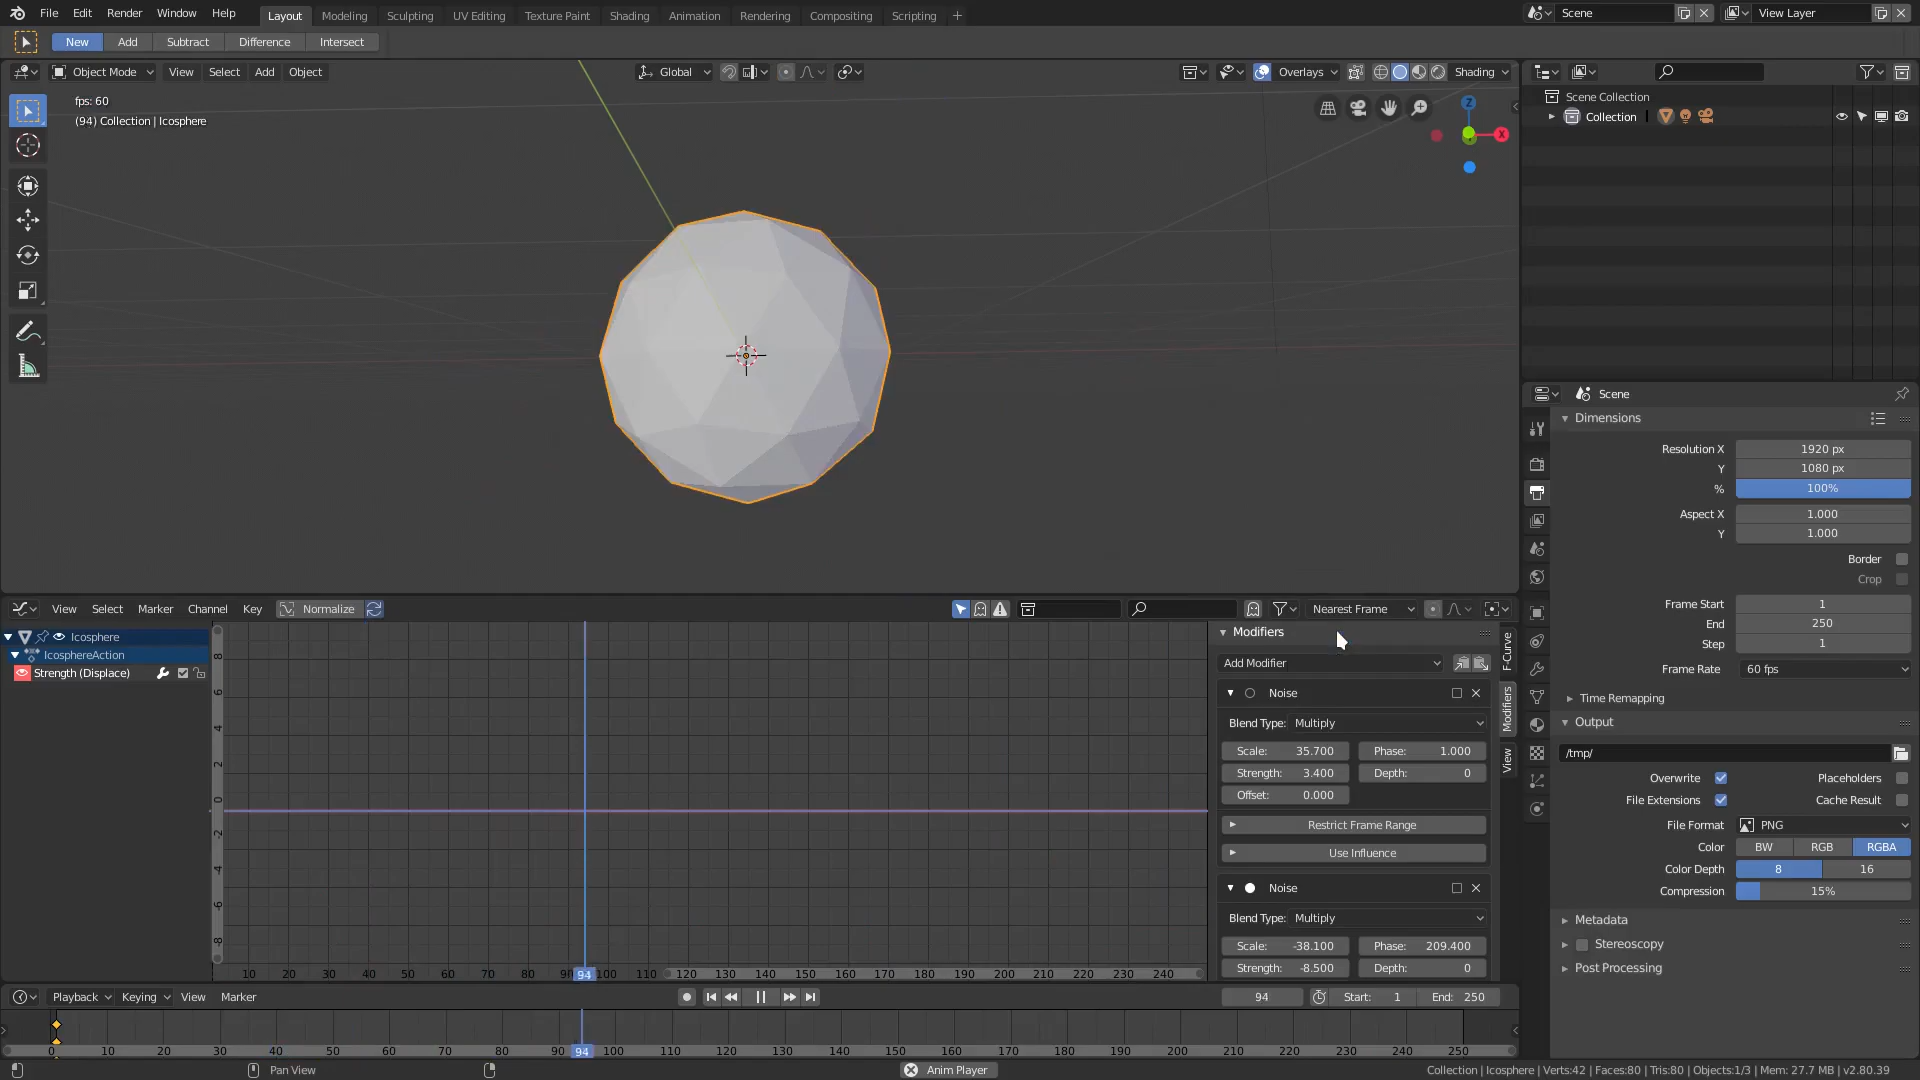 File Edit Render Window Help Layout Modeling Sculpting UV Editing Texture Paint Shading Animation Rendering Compositing Scripting + Scene View Layer
New Add Subtract Difference Intersect
Object Mode View Select Add Object Global Overlays Shading
fps: 60
(94) Collection | Icosphere
Z
X
Scene Collection
Collection
Scene
Dimensions
Resolution X 1920 px
Y 1080 px
% 100%
Aspect X 1.000
Y 1.000
Border
Crop
Frame Start 1
End 250
Step 1
Frame Rate 60 fps
Time Remapping
Output
/tmp/
Overwrite Placeholders
File Extensions Cache Result
File Format PNG
Color BW RGB RGBA
Color Depth 8 16
Compression 15%
Metadata
Stereoscopy
Post Processing
View Select Marker Channel Key Normalize Nearest Frame
Icosphere
IcosphereAction
Strength (Displace)
8
6
4
2
0
-2
-4
-6
-8
10 20 30 40 50 60 70 80 90 94 100 110 120 130 140 150 160 170 180 190 200 210 220 230 240
Modifiers
Add Modifier
Noise
Blend Type: Multiply
Scale: 35.700 Phase: 1.000
Strength: 3.400 Depth: 0
Offset: 0.000
Restrict Frame Range
Use Influence
Noise
Blend Type: Multiply
Scale: -38.100 Phase: 209.400
Strength: -8.500 Depth: 0
F-Curve
Modifiers
View
Playback Keying View Marker 94 Start: 1 End: 250
0 10 20 30 40 50 60 70 80 90 94 100 110 120 130 140 150 160 170 180 190 200 210 220 230 240 250
Pan View Anim Player Collection | Icosphere | Verts:42 | Faces:80 | Tris:80 | Objects:1/3 | Mem: 27.7 MB | v2.80.39